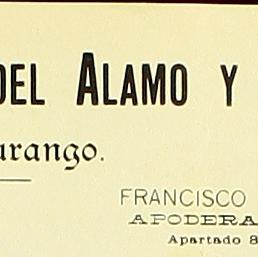 DEL ALAMO Y
urango.
FRANCISCO
APODERA
Apartado 8